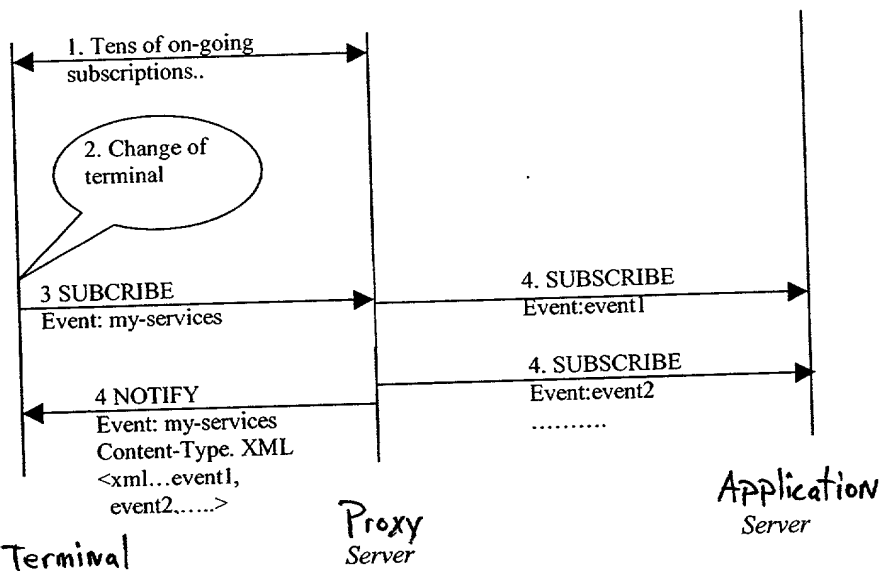 1. Tens of on-going
subscriptions..
2. Change of
terminal
3 SUBCRIBE
Event: my-services
4. SUBSCRIBE
Event:event1
4. SUBSCRIBE
Event:event2
..........
4 NOTIFY
Event: my-services
Content-Type. XML
<xml...event1,
event2,.....>
Terminal
Proxy
Server
Application
Server